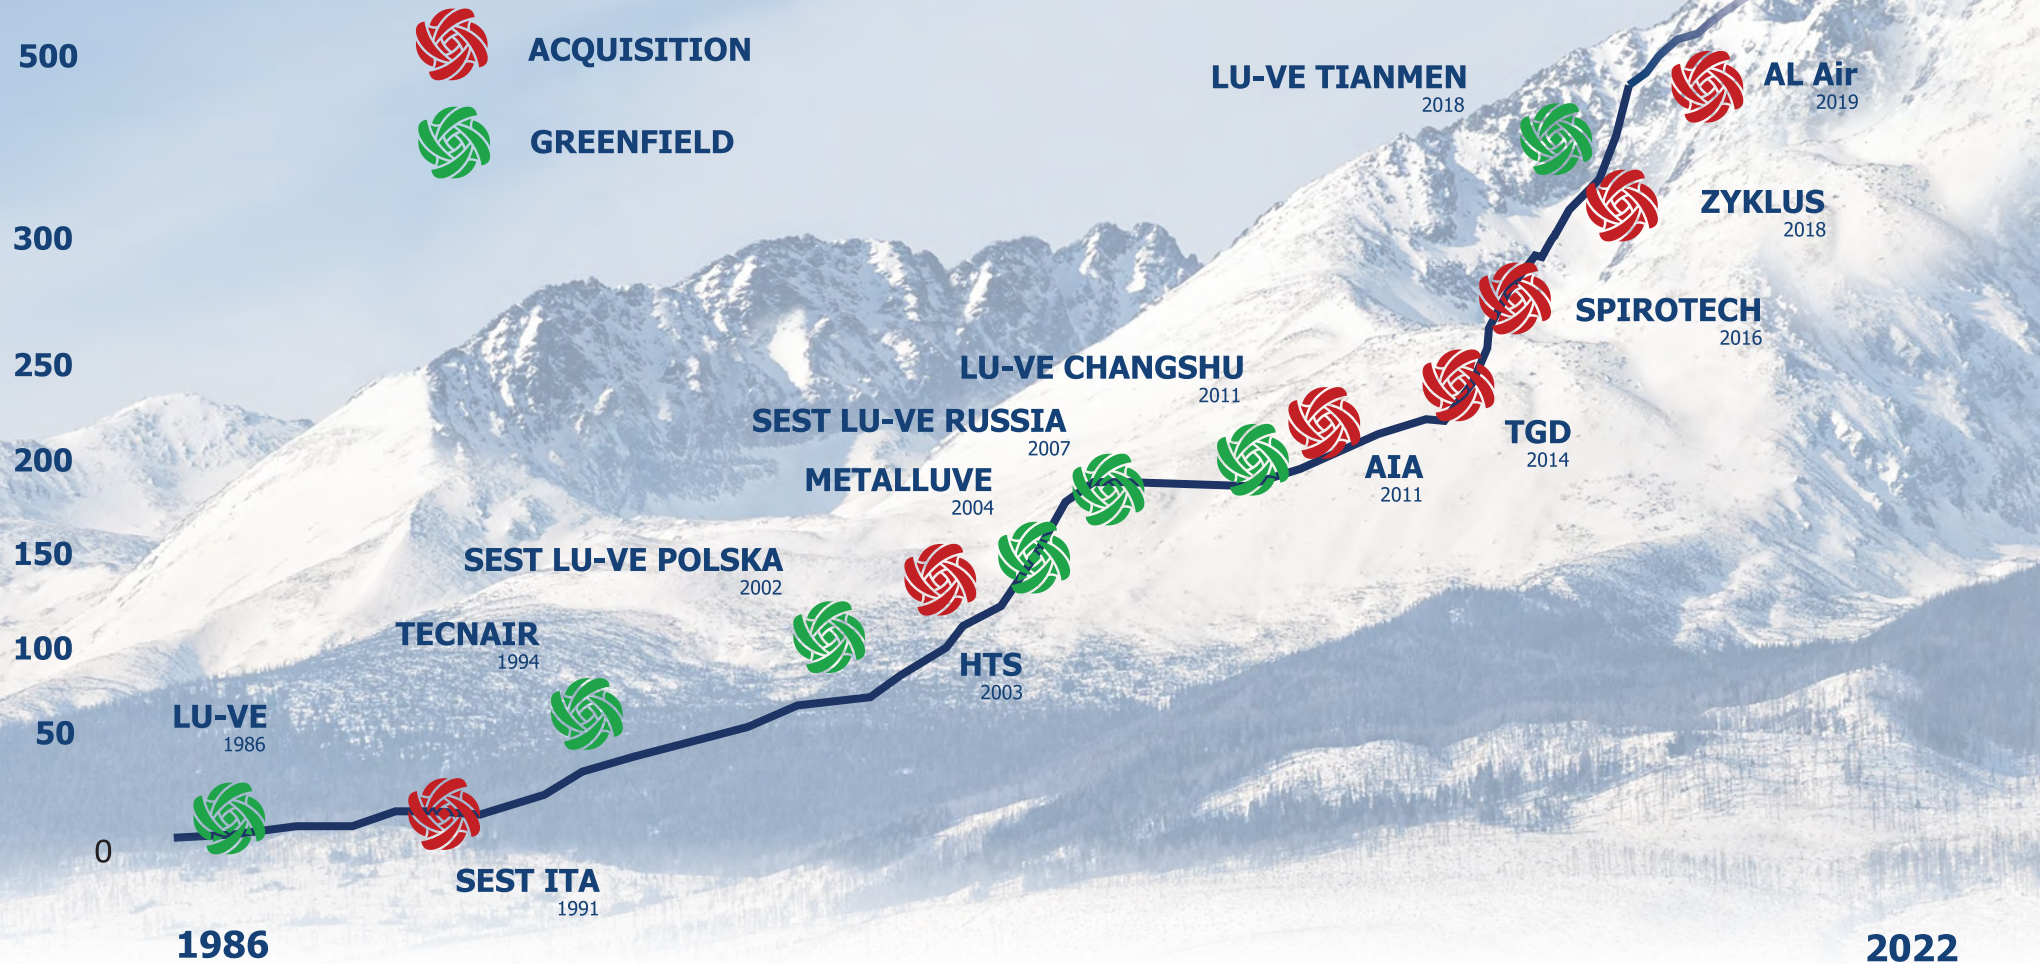 500
ACQUISITION
GREENFIELD
LU-VE TIANMEN
2018
AL Air
2019
300
ZYKLUS
2018
SPIROTECH
2016
250
LU-VE CHANGSHU
2011
SEST LU-VE RUSSIA
2007
TGD
2014
200
METALLUVE
2004
AIA
2011
150
SEST LU-VE POLSKA
2002
100
TECNAIR
1994
HTS
2003
50
LU-VE
1986
0
SEST ITA
1991
1986
2022